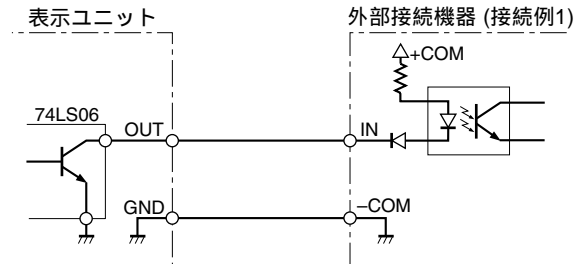 表示ユニット
外部接続機器 (接続例1)
+COM
74LS06
OUT
IN
GND
–COM